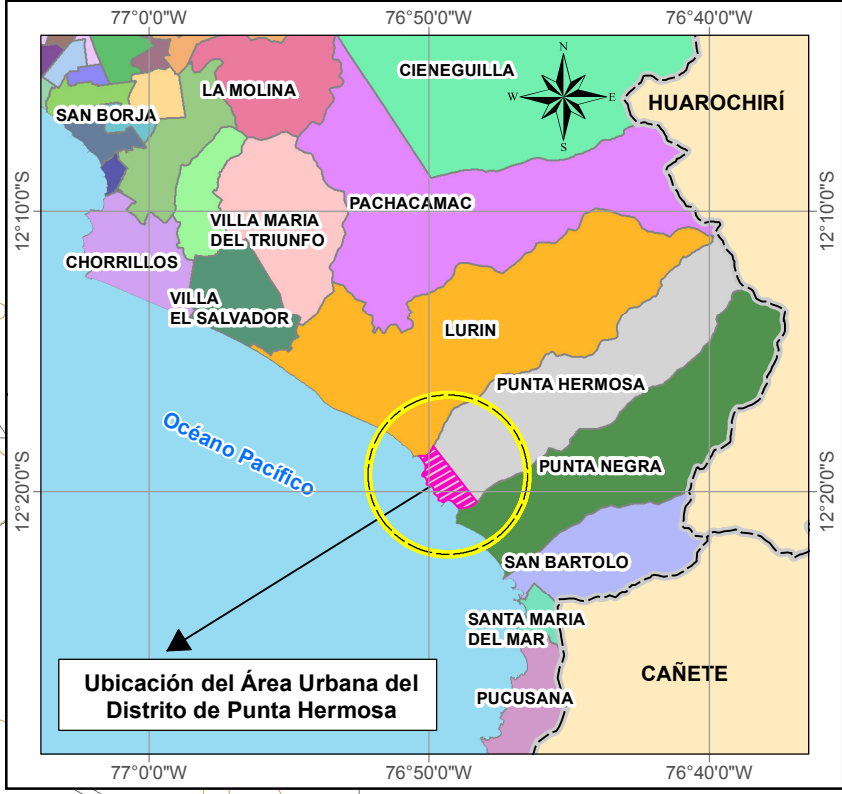 77°0'0"W
76°50'0"W
76°40'0"W
CIENEGUILLA
N
W
E
S
LA MOLINA
HUAROCHIRÍ
SAN BORJA
12°10'0"S
12°10'0"S
PACHACAMAC
VILLA MARIA
DEL TRIUNFO
CHORRILLOS
VILLA
EL SALVADOR
LURIN
PUNTA HERMOSA
Océano Pacífico
PUNTA NEGRA
12°20'0"S
12°20'0"S
SAN BARTOLO
SANTA MARIA
DEL MAR
CAÑETE
Ubicación del Área Urbana del
Distrito de Punta Hermosa
PUCUSANA
77°0'0"W
76°50'0"W
76°40'0"W